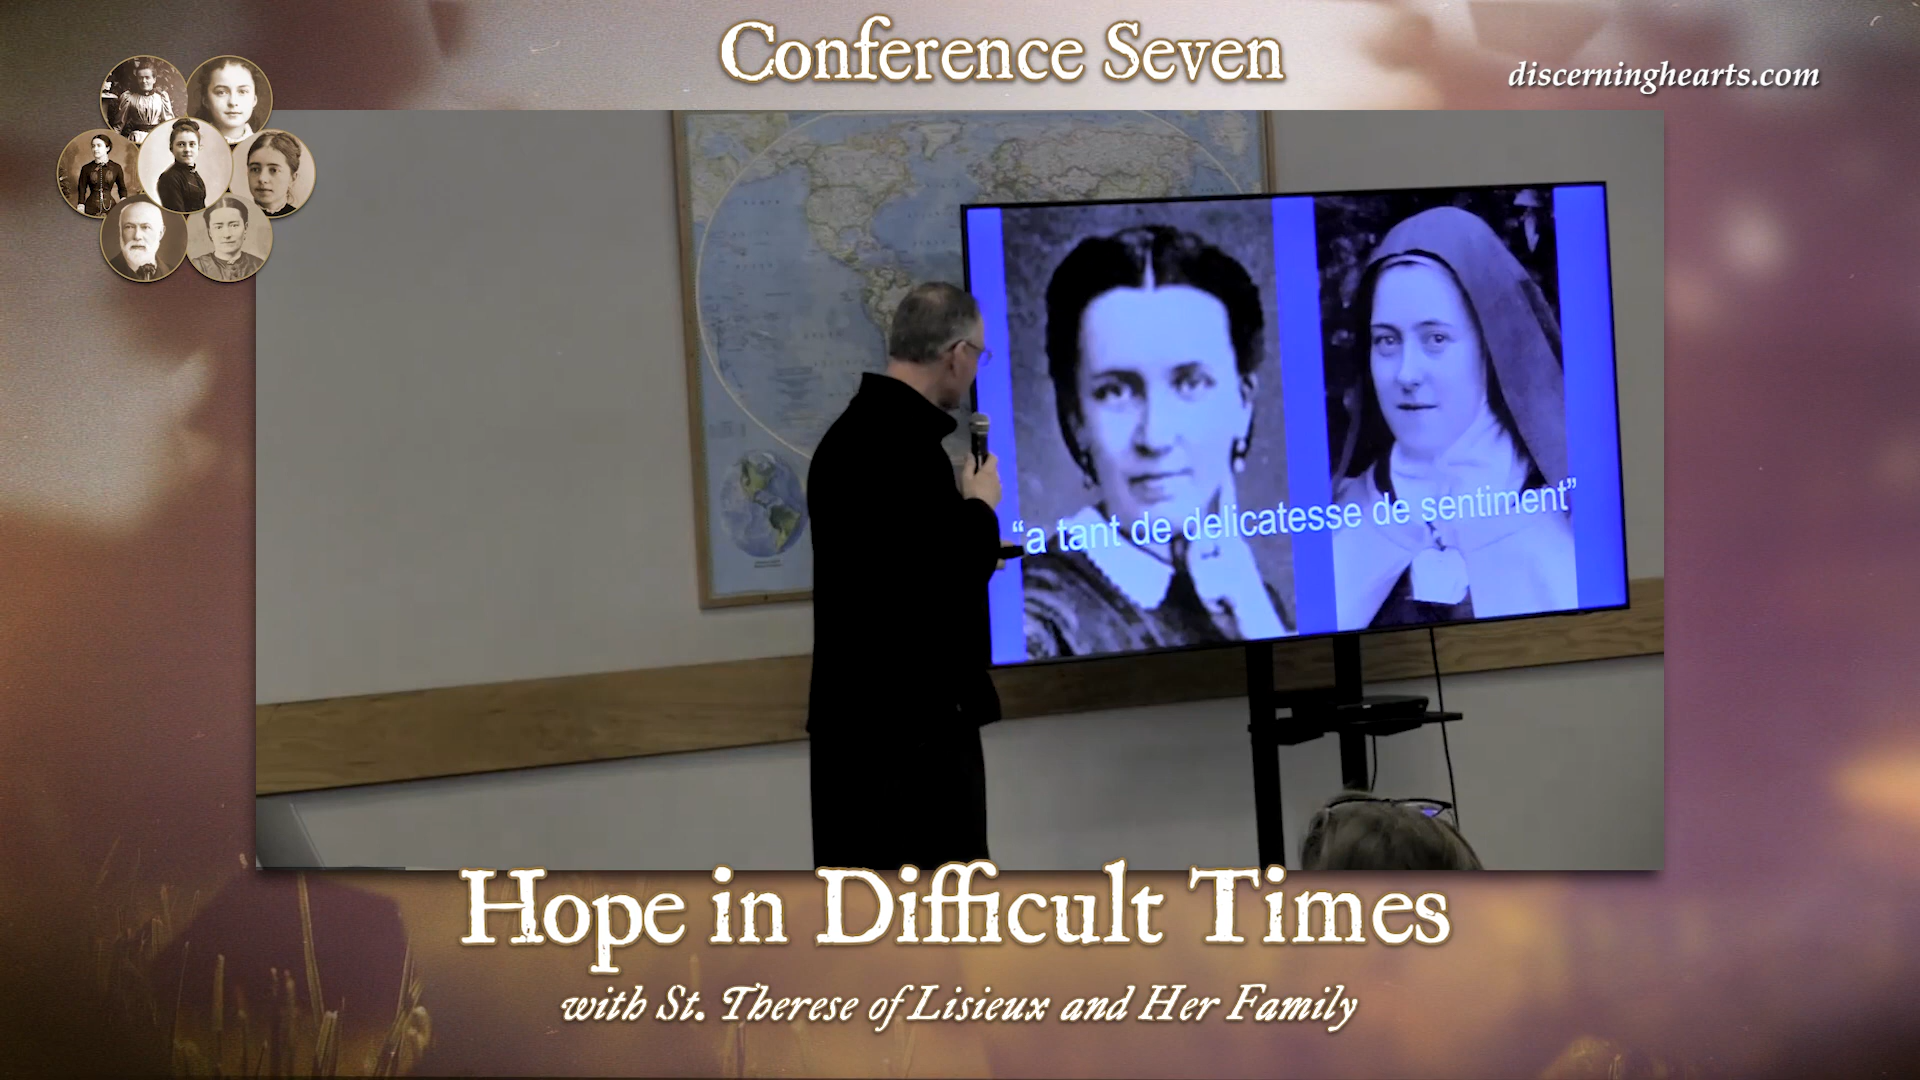 Conference Seven
discerninghearts.com
“a tant de delicatesse de sentiment”
Hope in Difficult Times
with St. Therese of Lisieux and Her Family